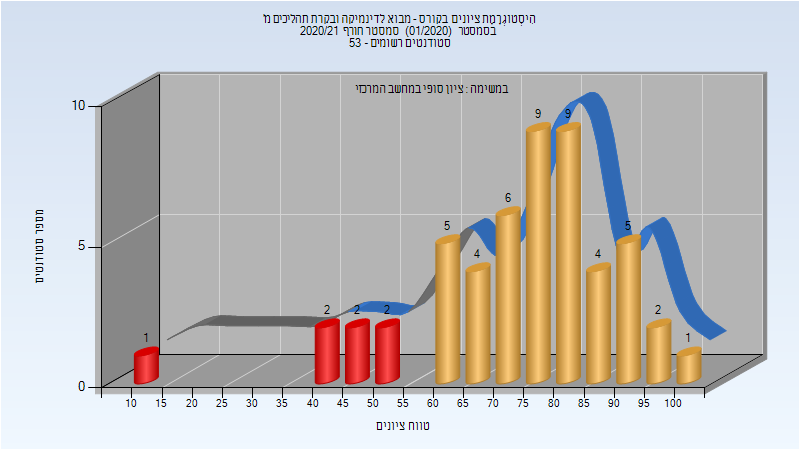 הִיסְטוֹגְרָמַת ציונים בקורס - מבוא לדינמיקה ובקרת תהליכים מ'
בסמסטר (01/2020) סמסטר חורף 2020/21
סטודנטים רשומים - 53
במשימה : ציון סופי במחשב המרכזי
מספר סטודנטים
10
5
0
1 2 2 2 5 4 6 9 9 4 5 2 1
10 15 20 25 30 35 40 45 50 55 60 65 70 75 80 85 90 95 100
טווח ציונים